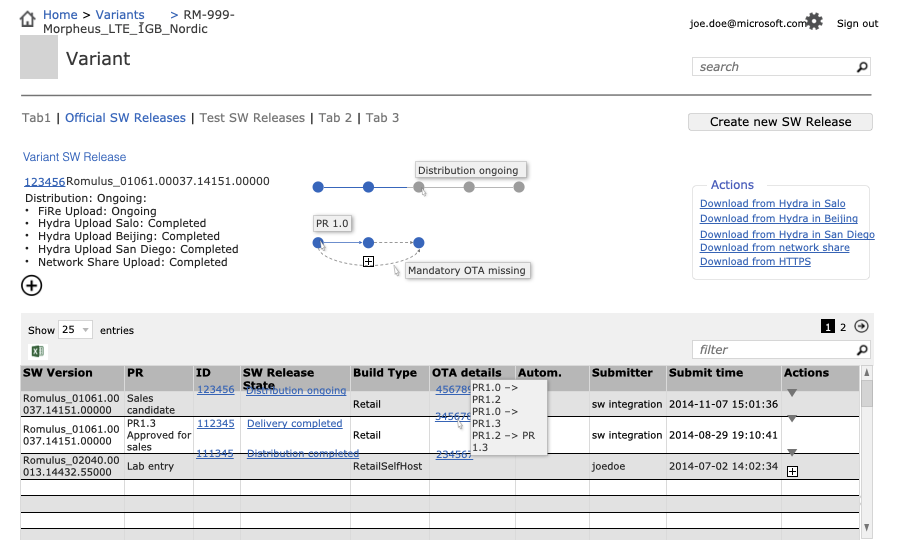 Home > Variants > RM-999-
Morpheus_LTE_IGB_Nordic
joe.doe@microsoft.com Sign out
Variant
search
Tab1 | Official SW Releases | Test SW Releases | Tab 2 | Tab 3
Create new SW Release
Variant SW Release
123456Romulus_01061.00037.14151.00000
Distribution: Ongoing:
• FiRe Upload: Ongoing
• Hydra Upload Salo: Completed
• Hydra Upload Beijing: Completed
• Hydra Upload San Diego: Completed
• Network Share Upload: Completed
Distribution ongoing
PR 1.0
Mandatory OTA missing
Actions
Download from Hydra in Salo
Download from Hydra in Beijing
Download from Hydra in San Diego
Download from network share
Download from HTTPS
Show 25 entries
1 2
filter
SW Version PR ID SW Release State Build Type OTA details Autom. Submitter Submit time Actions
123456 Distribution ongoing 45678
Romulus_01061.00 Sales
037.14151.00000 candidate Retail sw integration 2014-11-07 15:01:36
PR1.0 ->
PR1.2
PR1.0 ->
PR1.3
PR1.2 -> PR
1.3
112345 Delivery completed 34567
Romulus_01061.00 PR1.3
037.14151.00000 Approved for sales Retail sw integration 2014-08-29 19:10:41
111345 Distribution completed 23456
Romulus_02040.00
013.14432.55000 Lab entry RetailSelfHost joedoe 2014-07-02 14:02:34